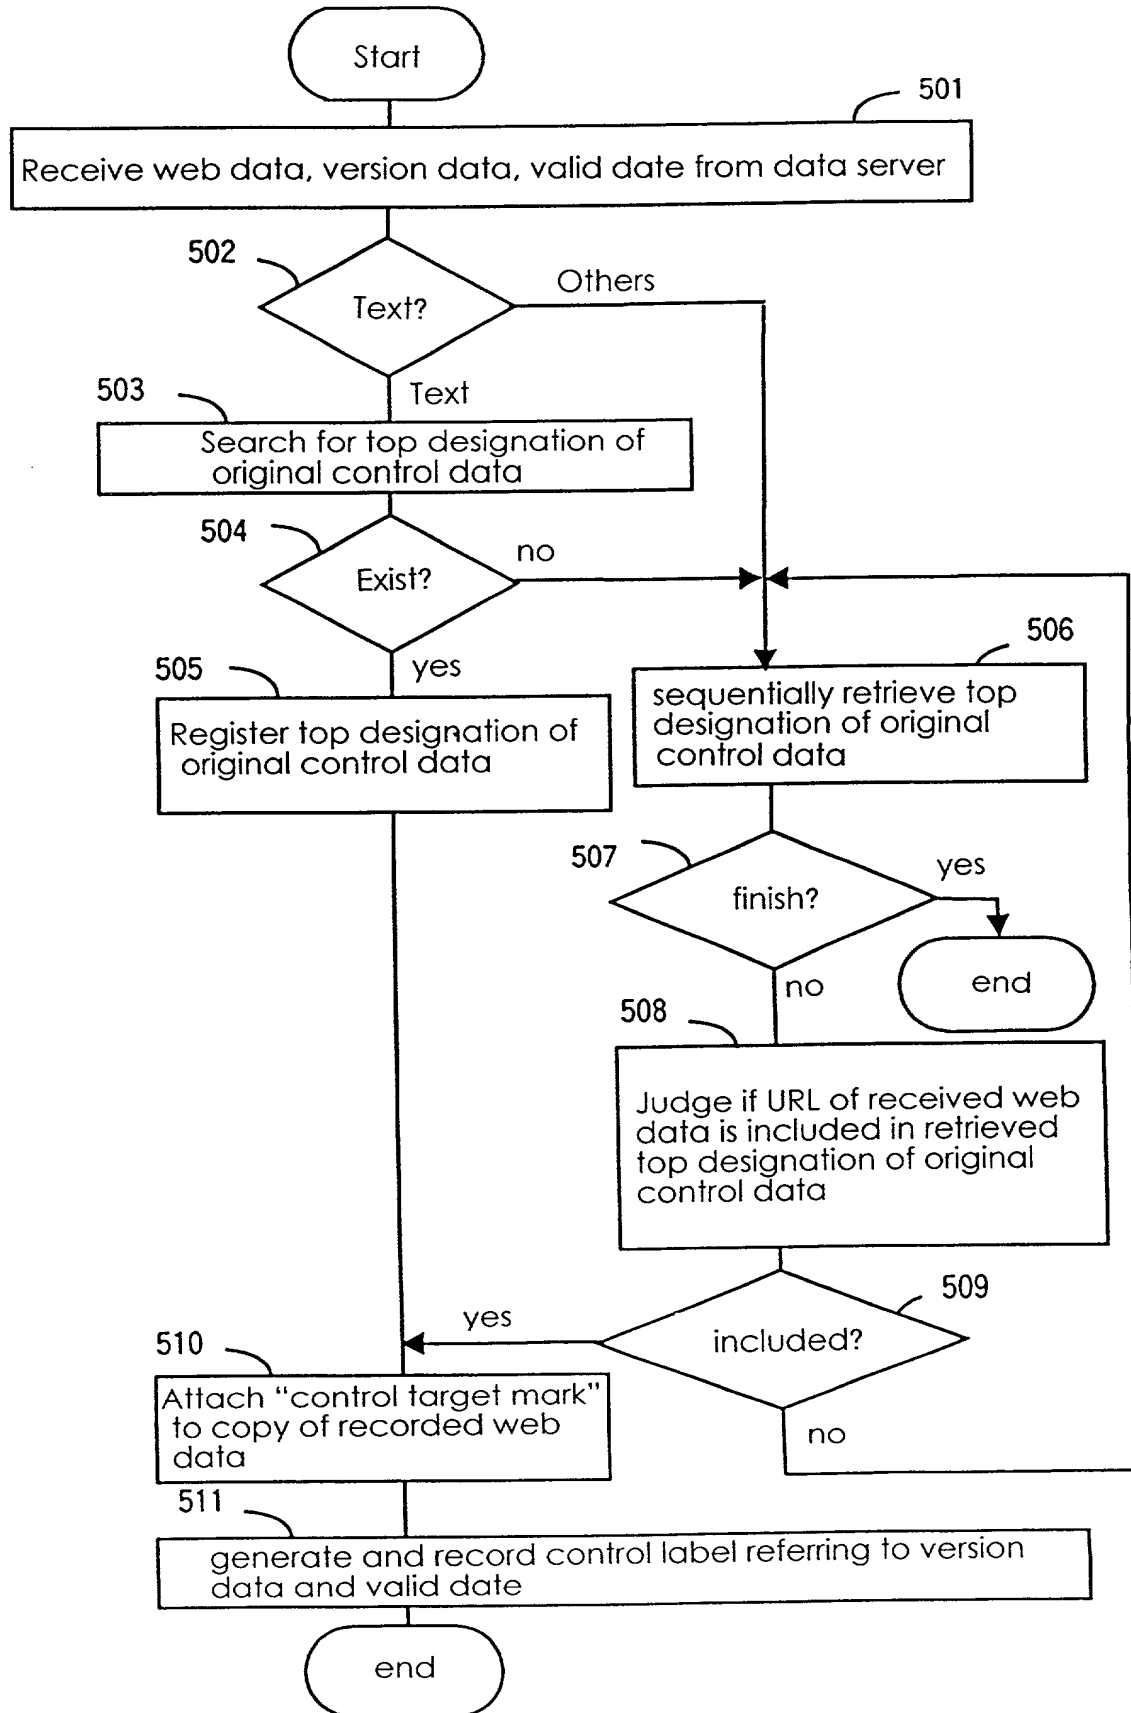 Start
501
Receive web data, version data, valid date from data server
502
Text?
Others
503
Text
Search for top designation of
original control data
504
Exist?
no
505
yes
506
Register top designation of
original control data
sequentially retrieve top
designation of original
control data
507
finish?
yes
end
no
508
Judge if URL of received web
data is included in retrieved
top designation of original
control data
509
included?
yes
no
510
Attach "control target mark"
to copy of recorded web
data
511
generate and record control label referring to version
data and valid date
end